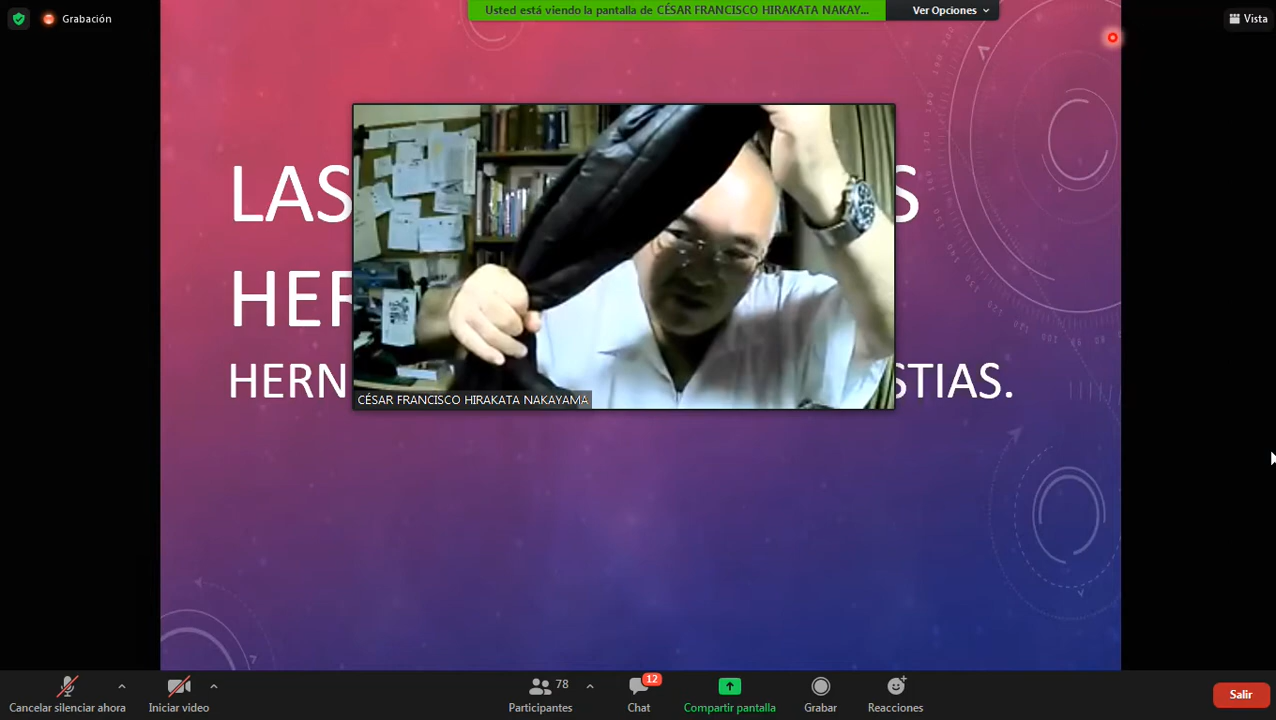 Grabación
Usted está viendo la pantalla de CÉSAR FRANCISCO HIRAKATA NAKAY...
Ver Opciones
Vista
LAS
S
HER
HERN
STIAS.
CÉSAR FRANCISCO HIRAKATA NAKAYAMA
Cancelar silenciar ahora
Iniciar video
78
Participantes
12
Chat
Compartir pantalla
Grabar
Reacciones
Salir